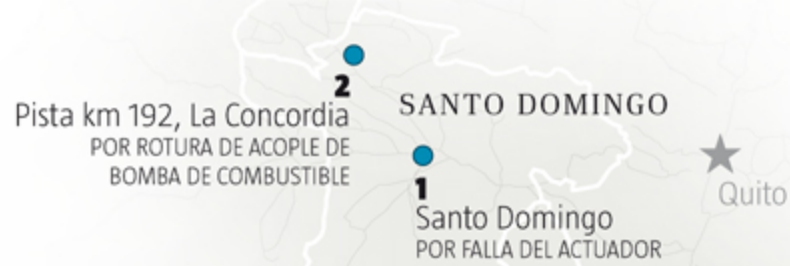 2
Pista km 192, La Concordia
POR ROTURA DE ACOPLE DE
BOMBA DE COMBUSTIBLE
SANTO DOMINGO
1
Santo Domingo
POR FALLA DEL ACTUADOR
Quito